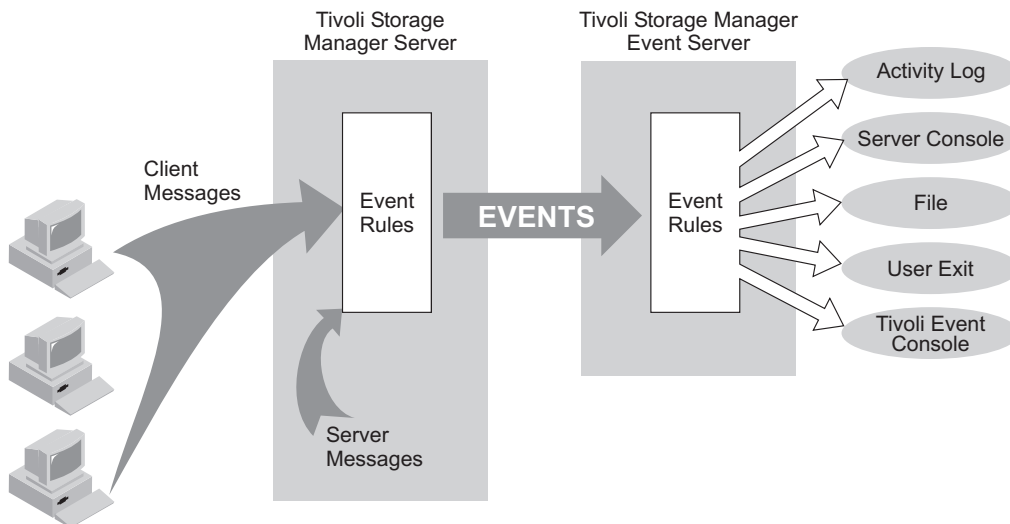 Tivoli Storage
Manager Server
Tivoli Storage Manager
Event Server
Client
Messages
Event
Rules
Server
Messages
EVENTS
Event
Rules
Activity Log
Server Console
File
User Exit
Tivoli Event
Console